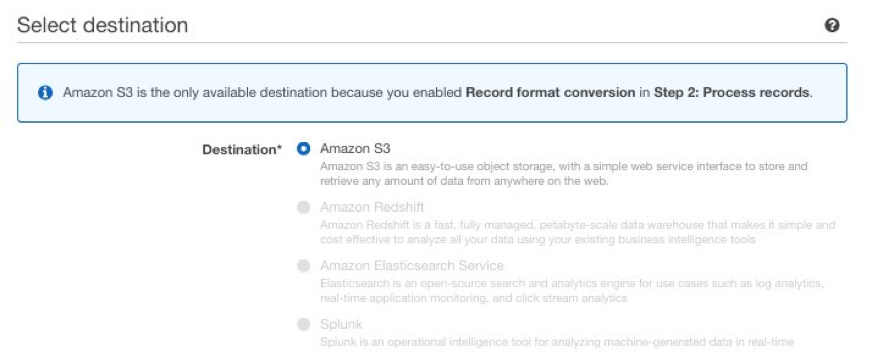 Select destination
Amazon S3 is the only available destination because you enabled Record format conversion in Step 2: Process records.
Destination* Amazon S3
Amazon S3 is an easy-to-use object storage, with a simple web service interface to store and
retrieve any amount of data from anywhere on the web.
Amazon Redshift
Amazon Redshift is a fast, fully managed, petabyte-scale data warehouse that makes it simple and
cost effective to analyze all your data using your existing business intelligence tools
Amazon Elasticsearch Service
Elasticsearch is an open-source search and analytics engine for use cases such as log analytics,
real-time application monitoring, and click stream analytics
Splunk
Splunk is an operational intelligence tool for analyzing machine-generated data in real-time